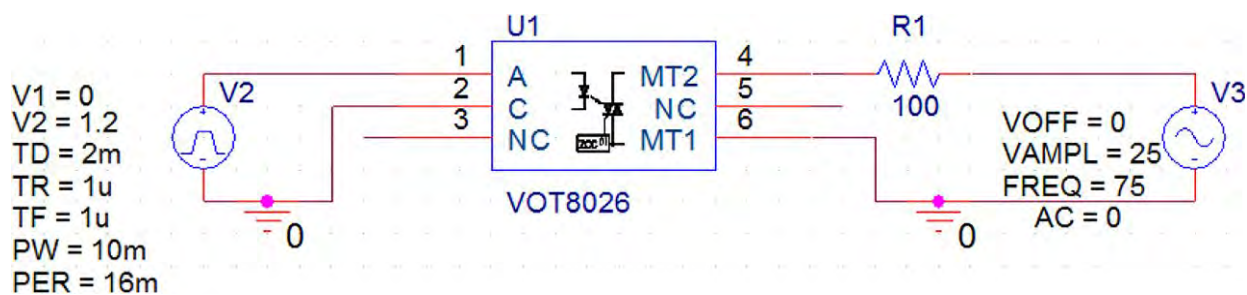 U1
R1
1
A
MT2
4
2
C
NC
5
3
NC
ZCC
MT1
6
VOT8026
100
V2
V1 = 0
V2 = 1.2
TD = 2m
TR = 1u
TF = 1u
PW = 10m
PER = 16m
0
V3
VOFF = 0
VAMPL = 25
FREQ = 75
AC = 0
0